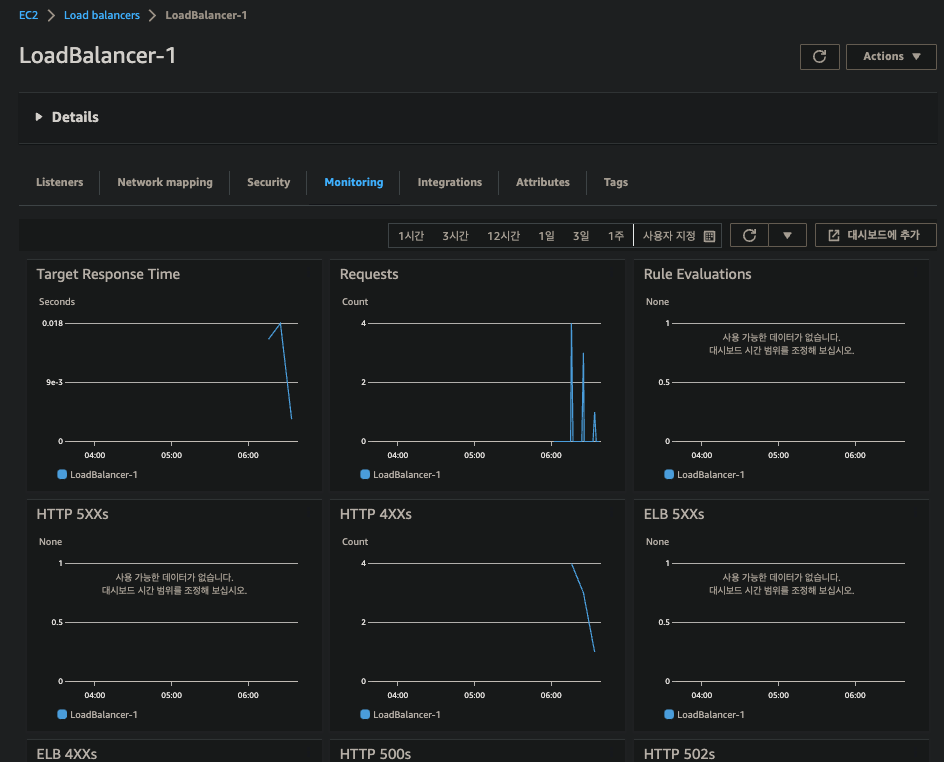 EC2 > Load balancers > LoadBalancer-1
LoadBalancer-1
Actions
Details
Listeners Network mapping Security Monitoring Integrations Attributes Tags
1시간 3시간 12시간 1일 3일 1주 사용자 지정 대시보드에 추가
Target Response Time
Seconds
0.018
9e-3
0
04:00 05:00 06:00
LoadBalancer-1
Requests
Count
4
2
0
04:00 05:00 06:00
LoadBalancer-1
Rule Evaluations
None
1
사용 가능한 데이터가 없습니다.
대시보드 시간 범위를 조정해 보십시오.
0.5
0
04:00 05:00 06:00
LoadBalancer-1
HTTP 5XXs
None
1
사용 가능한 데이터가 없습니다.
대시보드 시간 범위를 조정해 보십시오.
0.5
0
04:00 05:00 06:00
LoadBalancer-1
HTTP 4XXs
Count
4
2
0
04:00 05:00 06:00
LoadBalancer-1
ELB 5XXs
None
1
사용 가능한 데이터가 없습니다.
대시보드 시간 범위를 조정해 보십시오.
0.5
0
04:00 05:00 06:00
LoadBalancer-1
ELB 4XXs
HTTP 500s
HTTP 502s